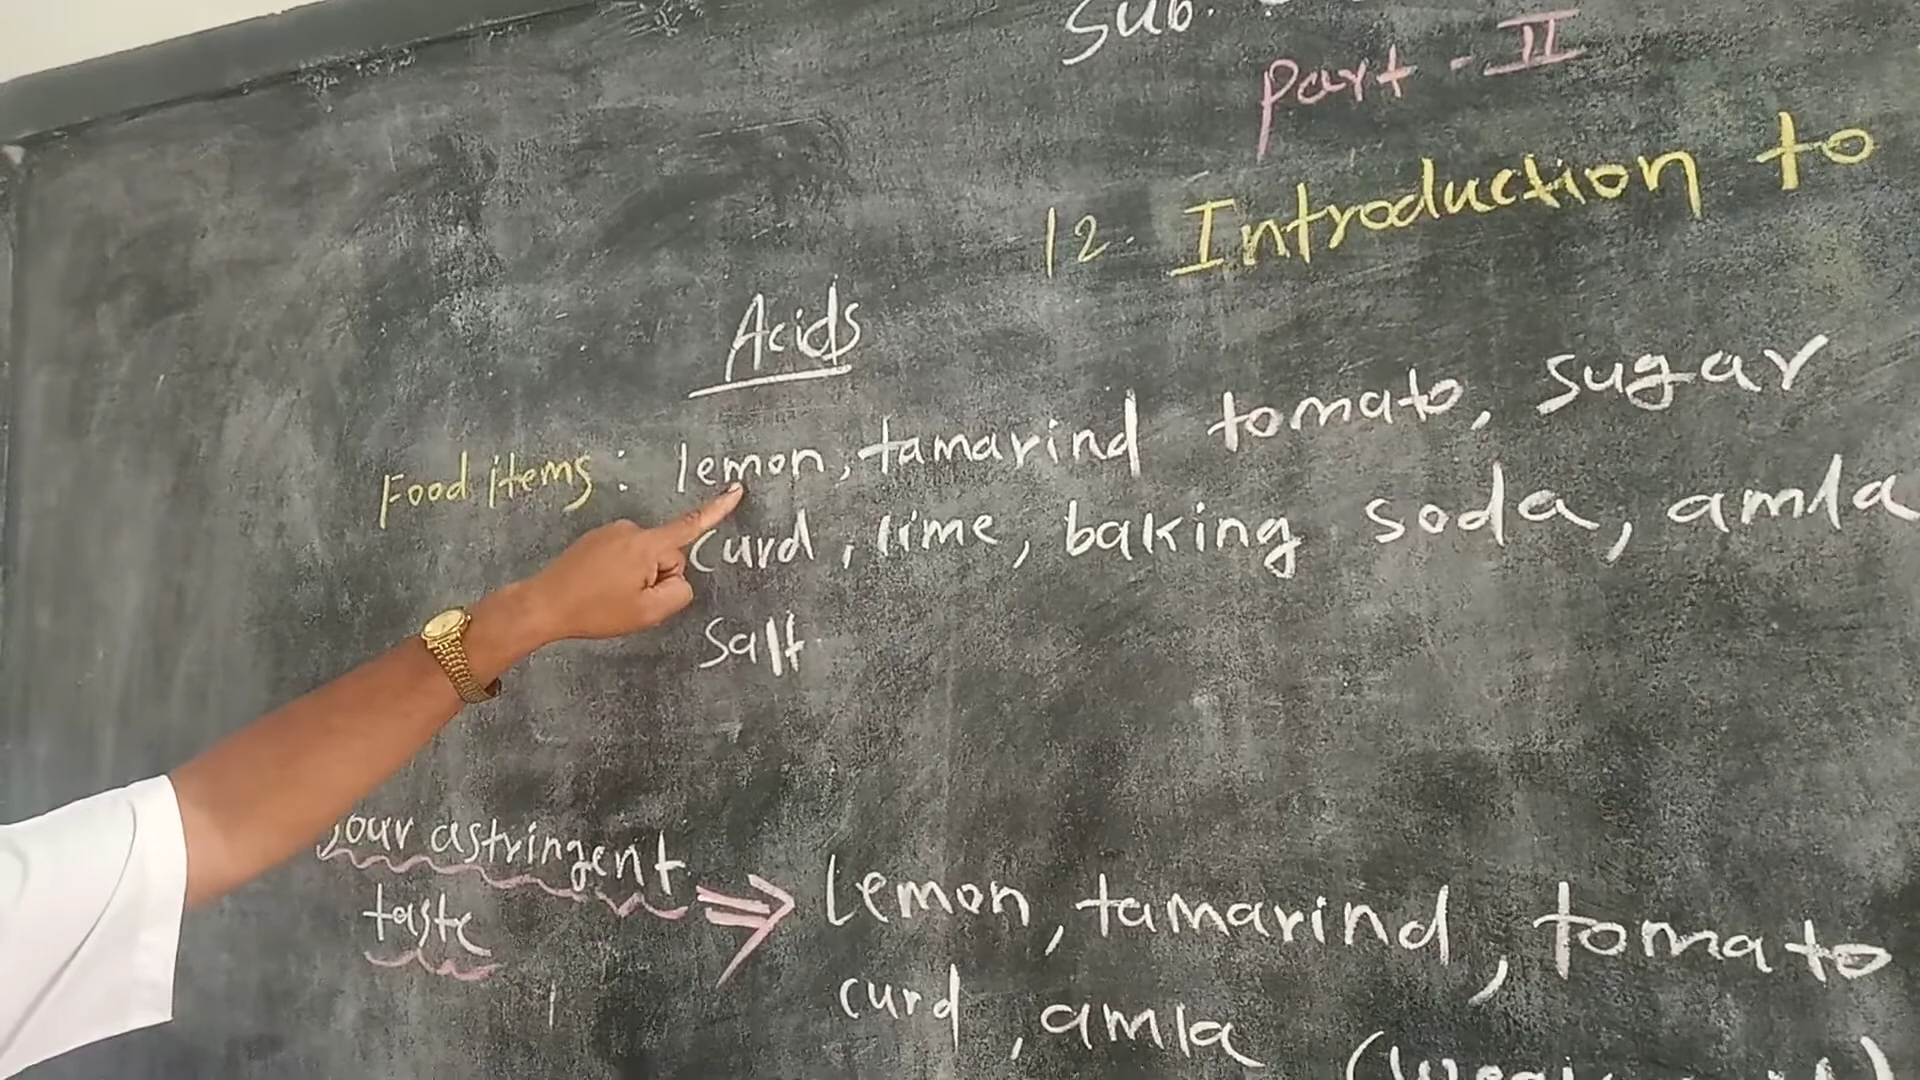 Sub.
Part - II
12. Introduction to
Acids
Food items : lemon, tamarind tomato, sugar
curd, lime, baking soda, amla
salt
sour astringent
taste
Lemon, tamarind, tomato
curd, amla